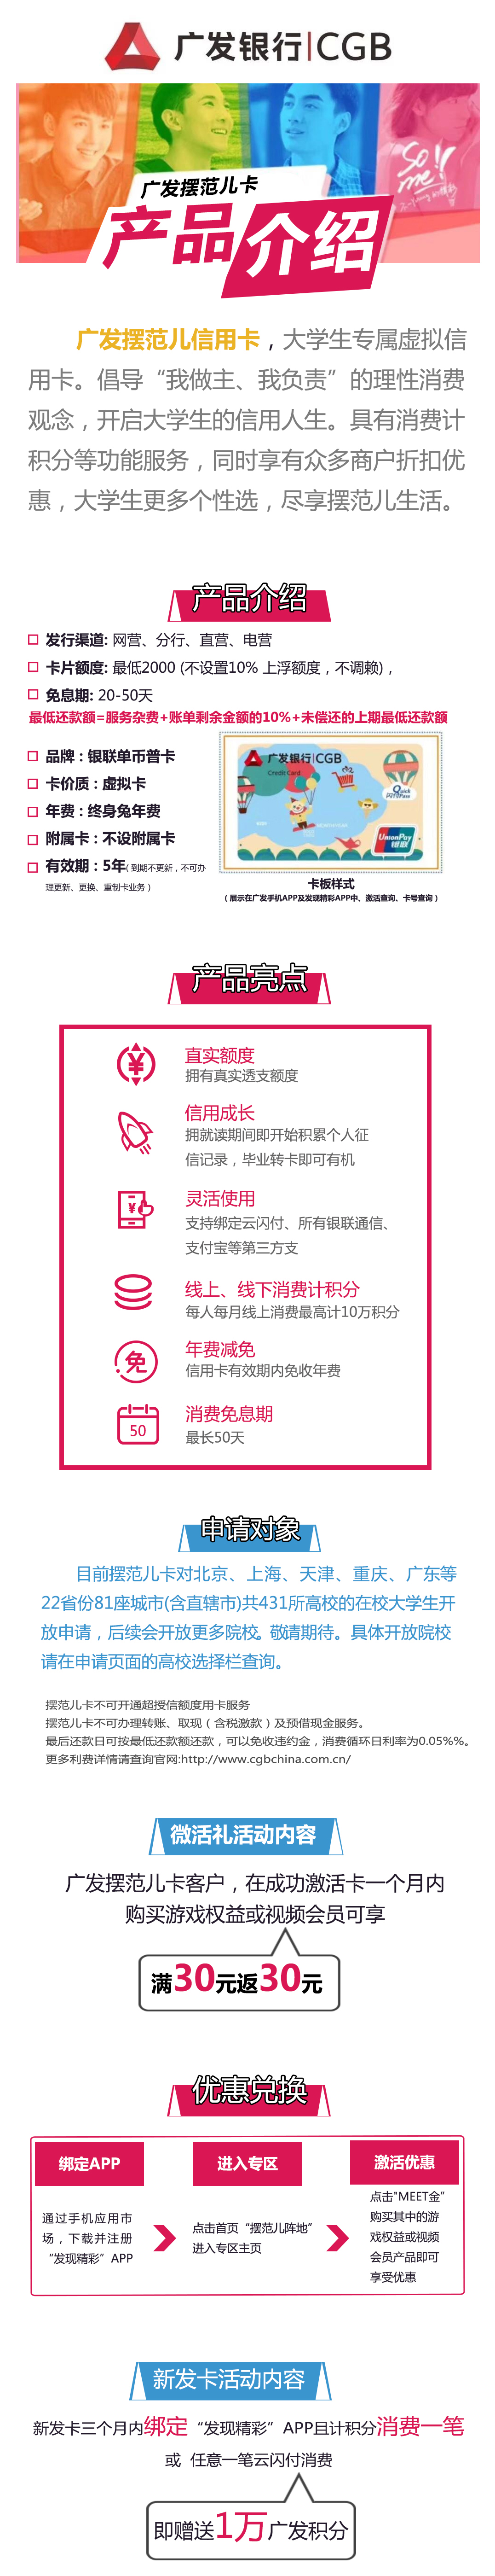 广发银行|CGB
So me!!
广发摆范儿卡
产品介绍
广发摆范儿信用卡，大学生专属虚拟信
用卡。倡导“我做主、我负责”的理性消费
观念，开启大学生的信用人生。具有消费计
积分等功能服务，同时享有众多商户折扣优
惠，大学生更多个性选，尽享摆范儿生活。
产品介绍
发行渠道: 网营、分行、直营、电营
卡片额度: 最低2000 (不设置10% 上浮额度，不调赖)，
免息期: 20-50天
最低还款额=服务杂费+账单剩余金额的10%+未偿还的上期最低还款额
品牌：银联单币普卡
卡价质：虚拟卡
年费：终身兔年费
附属卡：不设附属卡
有效期：5年( 到期不更新，不可办
理更新、更换、重制卡业务）
广发银行|CGB
Credit Card
Quick
闪付Pass
UnionPay
银联
卡板样式
（展示在广发手机APP及发现精彩APP中、激活查询、卡号查询）
产品亮点
直实额度
拥有真实透支额度
信用成长
拥就读期间即开始积累个人征
信记录，毕业转卡即可有机
灵活使用
支持绑定云闪付、所有银联通信、
支付宝等第三方支
线上、线下消费计积分
每人每月线上消费最高计10万积分
免
年费减免
信用卡有效期内免收年费
50
消费免息期
最长50天
申请对象
目前摆范儿卡对北京、上海、天津、重庆、广东等
22省份81座城市(含直辖市)共431所高校的在校大学生开
放申请，后续会开放更多院校。敬请期待。具体开放院校
请在申请页面的高校选择栏查询。
摆范儿卡不可开通超授信额度用卡服务
摆范儿卡不可办理转账、取现（含税激款）及预借现金服务。
最后还款日可按最低还款额还款，可以免收违约金，消费循环日利率为0.05%%。
更多利费详情请查询官网:http://www.cgbchina.com.cn/
微活礼活动内容
广发摆范儿卡客户，在成功激活卡一个月内
购买游戏权益或视频会员可享
满30元返30元
优惠兑换
绑定APP
通过手机应用市
场，下载并注册
“发现精彩”APP
进入专区
点击首页“摆范儿阵地”
进入专区主页
激活优惠
点击"MEET金”
购买其中的游
戏权益或视频
会员产品即可
享受优惠
新发卡活动内容
新发卡三个月内绑定“发现精彩”APP且计积分消费一笔
或 任意一笔云闪付消费
即赠送1万广发积分